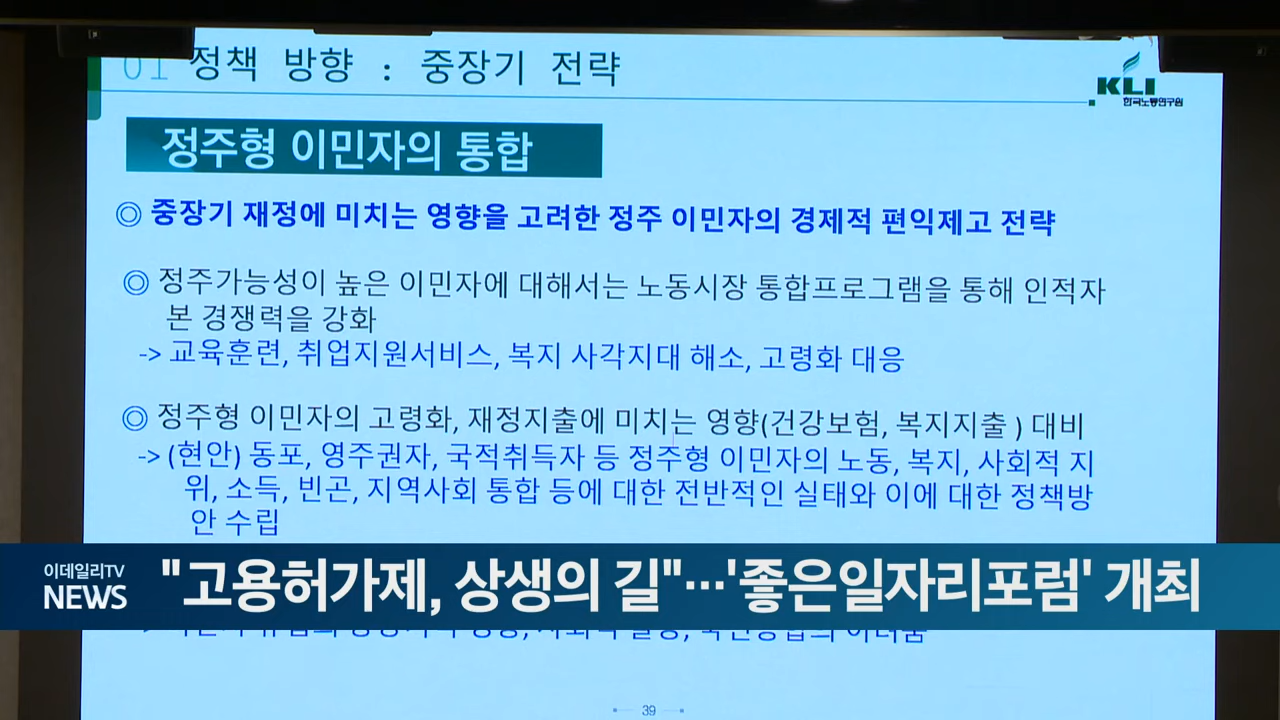 01 정책 방향 : 중장기 전략
KLI
한국노동연구원
정주형 이민자의 통합
◎ 중장기 재정에 미치는 영향을 고려한 정주 이민자의 경제적 편익제고 전략
◎ 정주가능성이 높은 이민자에 대해서는 노동시장 통합프로그램을 통해 인적자
본 경쟁력을 강화
-> 교육훈련, 취업지원서비스, 복지 사각지대 해소, 고령화 대응
◎ 정주형 이민자의 고령화, 재정지출에 미치는 영향(건강보험, 복지지출 ) 대비
-> (현안) 동포, 영주권자, 국적취득자 등 정주형 이민자의 노동, 복지, 사회적 지
위, 소득, 빈곤, 지역사회 통합 등에 대한 전반적인 실태와 이에 대한 정책방
안 수립
이데일리TV
NEWS
"고용허가제, 상생의 길"…'좋은일자리포럼' 개최
39